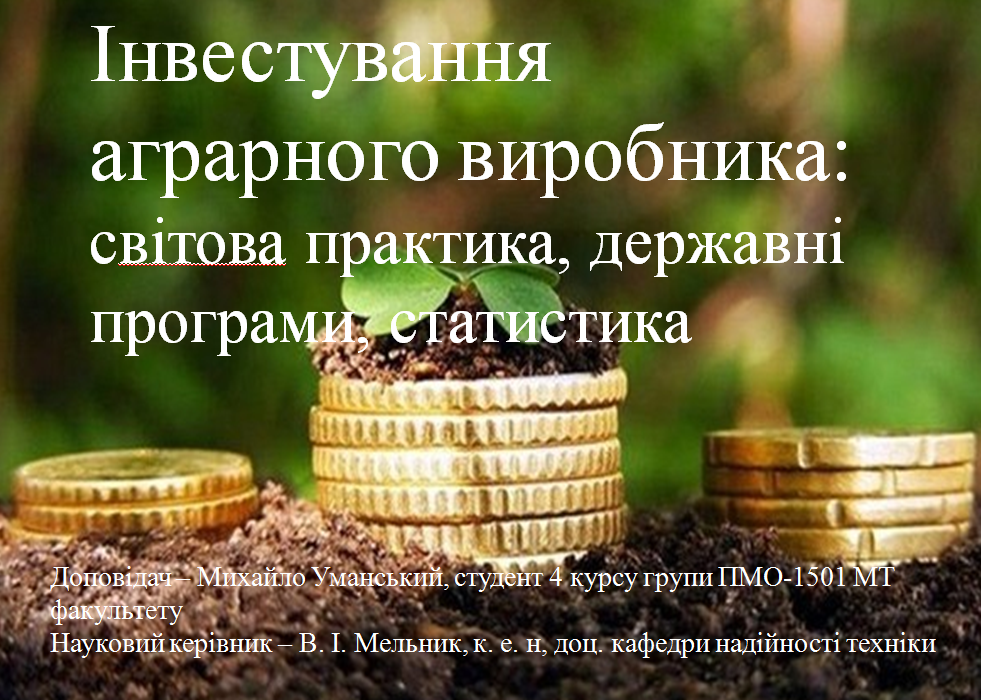 Інвестування
аграрного виробника:
світова практика, державні
програми, статистика
Доповідач – Михайло Уманський, студент 4 курсу групи ПМО-1501 МТ
факультету
Науковий керівник – В. І. Мельник, к. е. н, доц. кафедри надійності техніки